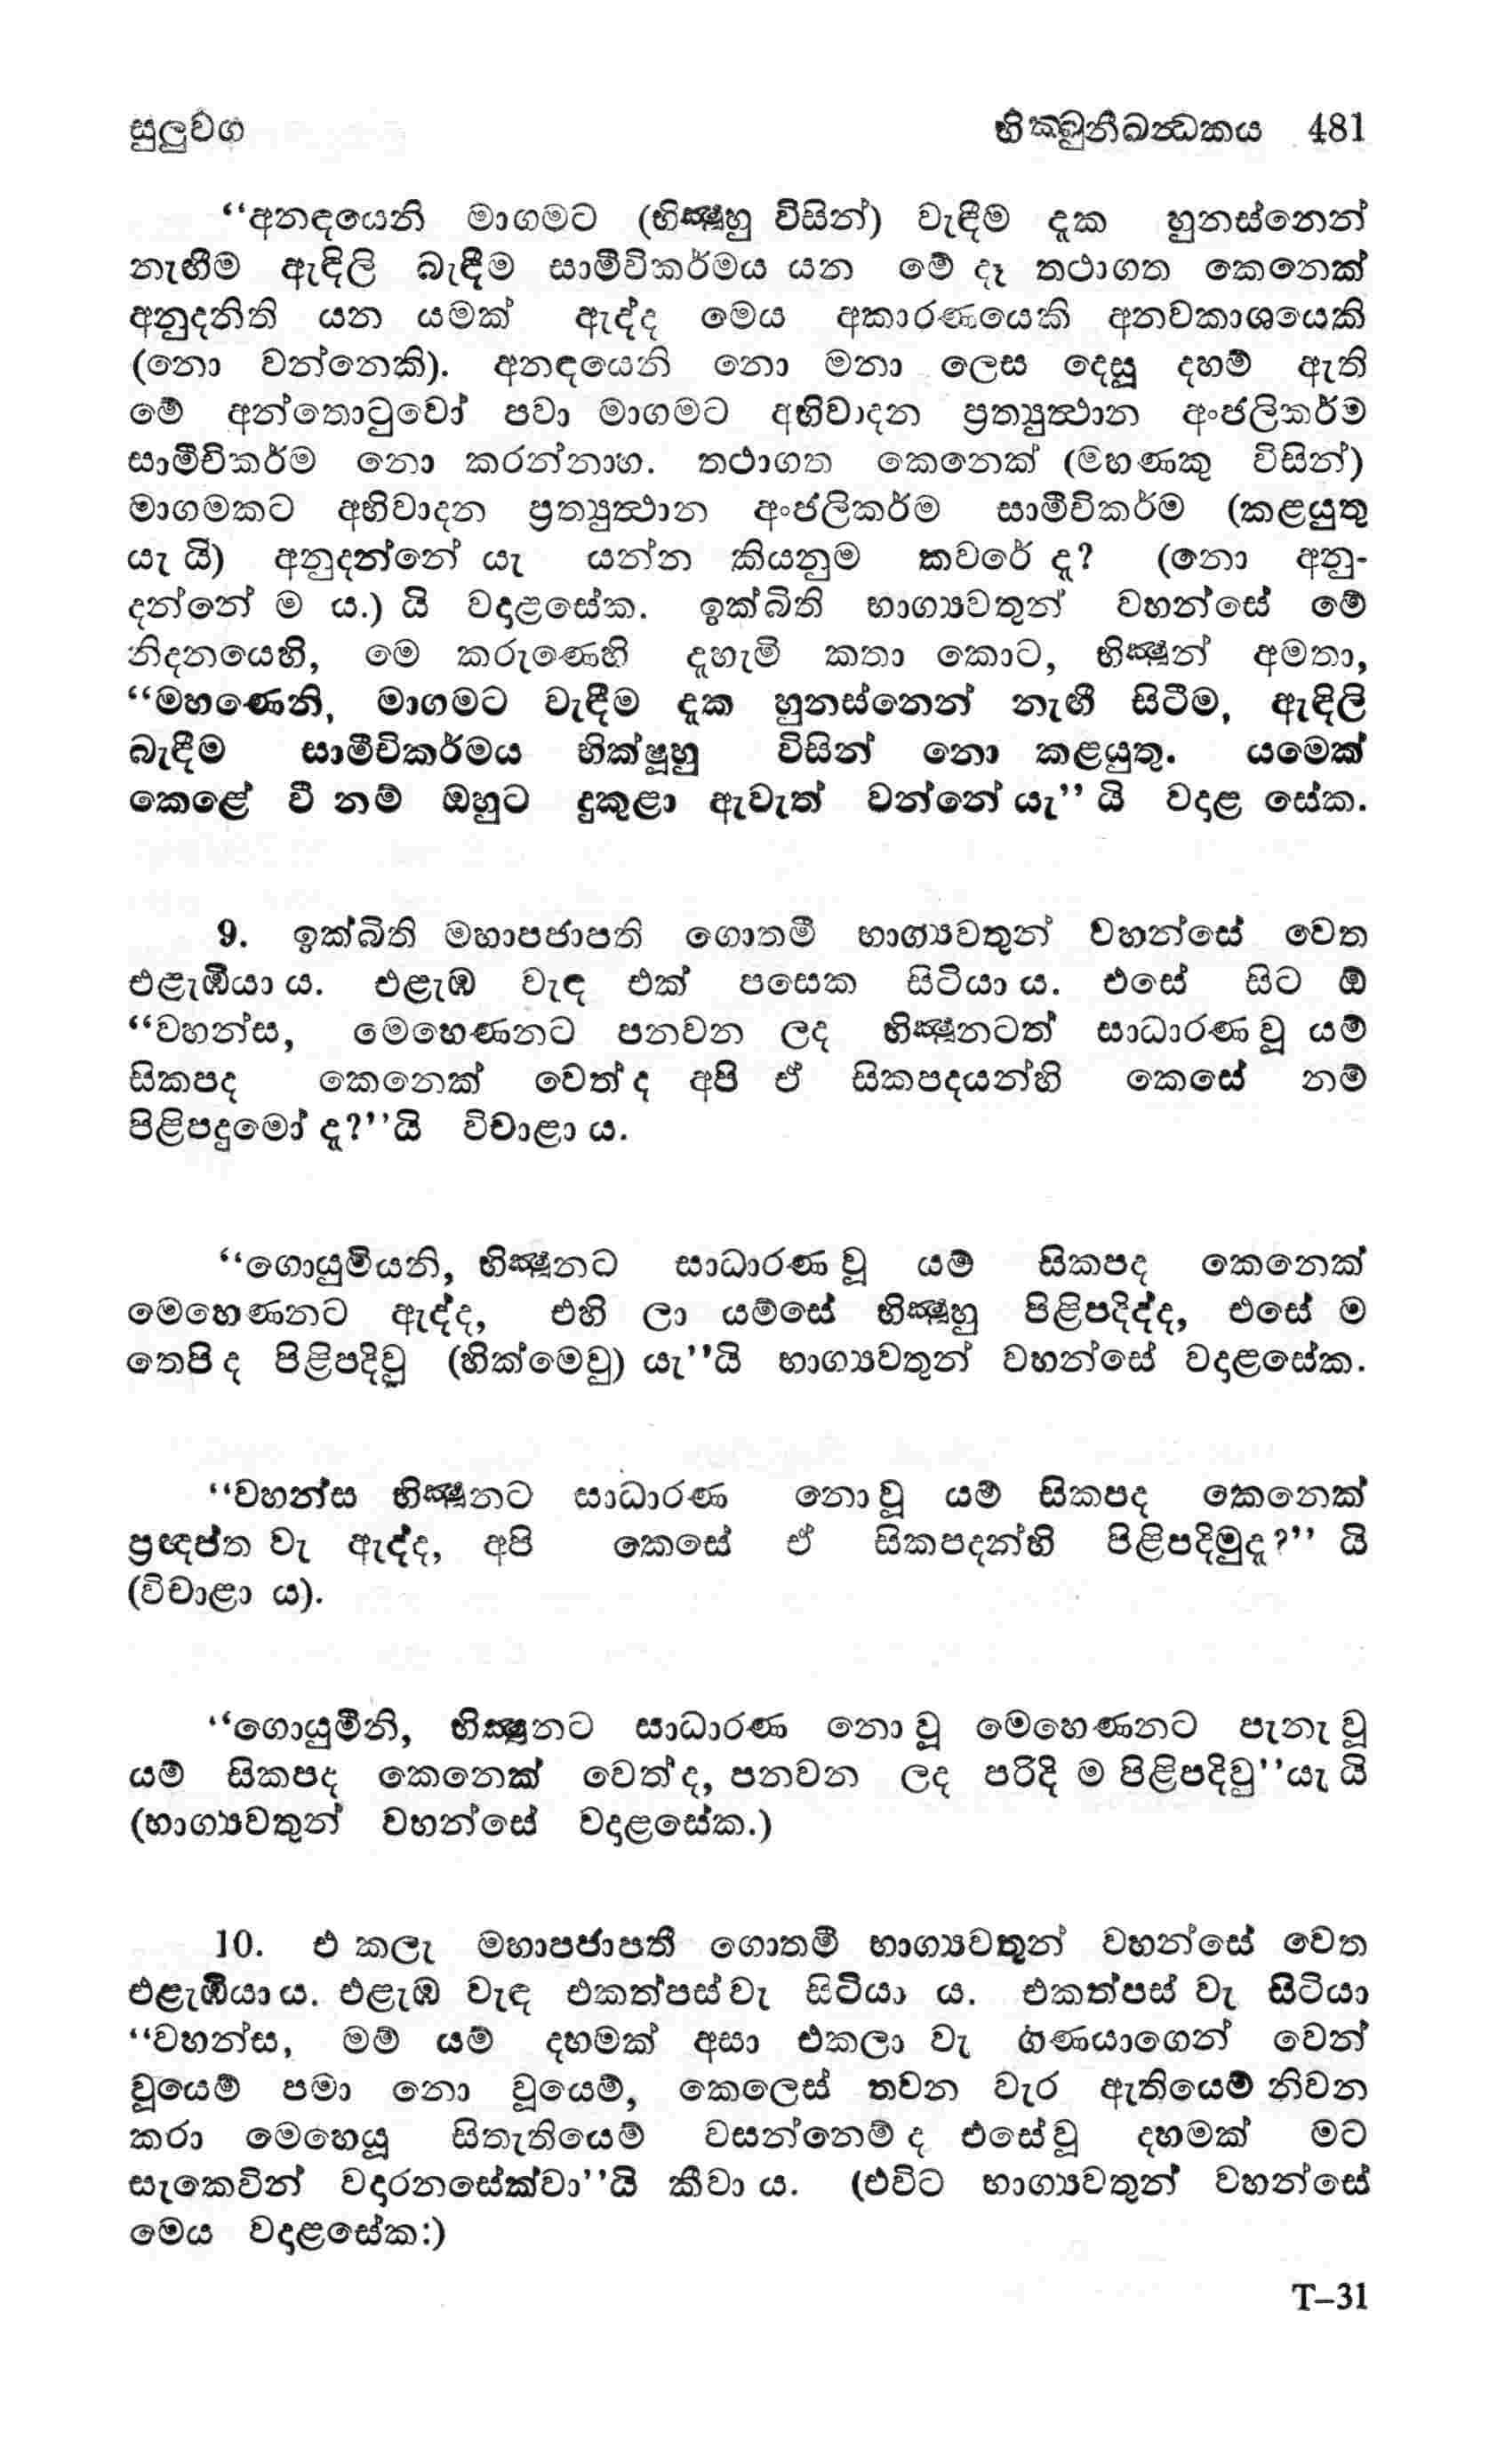 සුලුවග
භික්ඛුනීඛන්ධකය 481
“අනඳයෙනි මාගමට (භික්‍ෂූහු විසින්) වැඳීම දැක හුනස්නෙන්
නැඟීම ඇඳිලි බැඳීම සාමීචිකර්මය යන මේ දෑ තථාගත කෙනෙක්
අනුදනිති යන යමක් ඇද්ද මෙය අකාරණයෙකි අනවකාශයෙකි
(නො වන්නෙකි). අනඳයෙනි නො මනා ලෙස දෙසූ දහම් ඇති
මේ අන්තොටුවෝ පවා මාගමට අභිවාදන ප්‍රත්‍යුත්‍ථාන අංජලිකර්ම
සාමීචිකර්ම නො කරන්නාහ. තථාගත කෙනෙක් (මහණකු විසින්)
මාගමකට අභිවාදන ප්‍රත්‍යුත්‍ථාන අංජලිකර්ම සාමීචිකර්ම (කළයුතු
යැ යි) අනුදන්නේ යැ යන්න කියනුම කවරේ ද? (නො අනු-
දන්නේ ම ය.) යි වදාළසේක. ඉක්බිති භාග්‍යවතුන් වහන්සේ මේ
නිදනයෙහි, මෙ කරුණෙහි දැහැමි කතා කොට, භික්‍ෂූන් අමතා,
“මහණෙනි, මාගමට වැඳීම දැක හුනස්නෙන් නැඟී සිටීම, ඇඳිලි
බැඳීම සාමීචිකර්මය භික්ෂූහු විසින් නො කළයුතු. යමෙක්
කෙළේ වී නම් ඔහුට දුකුළා ඇවැත් වන්නේ යැ” යි වදාළ සේක.
9. ඉක්බිති මහාපජාපති ගොතමී භාග්‍යවතුන් වහන්සේ වෙත
එළැඹියා ය. එළැඹ වැඳ එක් පසෙක සිටියා ය. එසේ සිට ඕ
“වහන්ස, මෙහෙණනට පනවන ලද භික්‍ෂූනටත් සාධාරණ වූ යම්
සිකපද කෙනෙක් වෙත් ද අපි ඒ සිකපදයන්හි කෙසේ නම්
පිළිපදුමෝ ද?”යි විචාළා ය.
“ගොයුමියනි, භික්‍ෂූනට සාධාරණ වූ යම් සිකපද කෙනෙක්
මෙහෙණනට ඇද්ද, එහි ලා යම්සේ භික්‍ෂූහු පිළිපදිද්ද, එසේ ම
තෙපි ද පිළිපදිවු (හික්මෙවු) යැ”යි භාග්‍යවතුන් වහන්සේ වදාළසේක.
“වහන්ස භික්‍ෂූනට සාධාරණ නො වූ යම් සිකපද කෙනෙක්
ප්‍රඥප්ත වැ ඇද්ද, අපි කෙසේ ඒ සිකපදන්හි පිළිපදිමුද?” යි
(විචාළා ය).
“ගොයුමීනි, භික්‍ෂුනට සාධාරණ නො වූ මෙහෙණනට පැනැ වූ
යම් සිකපද කෙනෙක් වෙත් ද, පනවන ලද පරිදි ම පිළිපදිවු”යැ යි
(භාග්‍යවතුන් වහන්සේ වදාළසේක.)
10. එ කලැ මහාපජාපතී ගොතමී භාග්‍යවතුන් වහන්සේ වෙත
එළැඹියා ය. එළැඹ වැඳ එකත්පස්වැ සිටියා ය. එකත්පස් වැ සිටියා
“වහන්ස, මම් යම් දහමක් අසා එකලා වැ ගණයාගෙන් වෙන්
වූයෙම් පමා නො වූයෙම්, කෙලෙස් තවන වැර ඇතියෙම් නිවන
කරා මෙහෙයූ සිතැතියෙම් වසන්නෙම් ද එසේවූ දහමක් මට
සැකෙවින් වදාරනසේක්වා”යි කීවා ය. (එවිට භාග්‍යවතුන් වහන්සේ
මෙය වදාළසේක:)
T–31